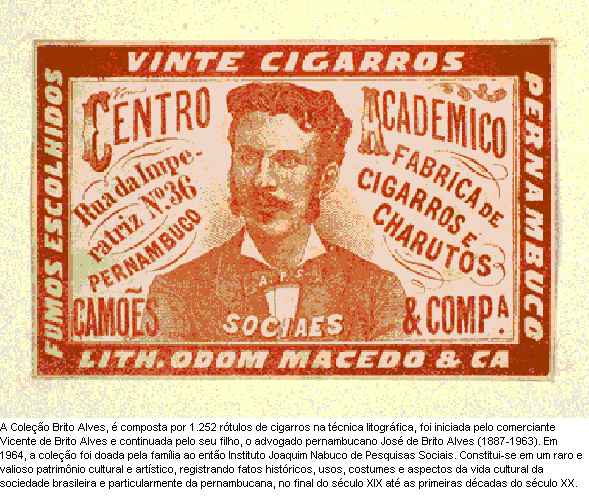 VINTE CIGARROS
FUMOS ESCOLHIDOS
PERNAMBUCO
CENTRO
ACADEMICO
Rua da Impe-
ratriz Nº. 36
PERNAMBUCO
FABRICA DE
CIGARROS E
CHARUTOS
A F S
SOCIAES
CAMOẼS
& COMPA.
LITH. ODOM MACEDO & CA
A Coleção Brito Alves, é composta por 1.252 rótulos de cigarros na técnica litográfica, foi iniciada pelo comerciante
Vicente de Brito Alves e continuada pelo seu filho, o advogado pernambucano José de Brito Alves (1887-1963). Em
1964, a coleção foi doada pela família ao então Instituto Joaquim Nabuco de Pesquisas Sociais. Constitui-se em um raro e
valioso patrimônio cultural e artístico, registrando fatos históricos, usos, costumes e aspectos da vida cultural da
sociedade brasileira e particularmente da pernambucana, no final do século XIX até as primeiras décadas do século XX.